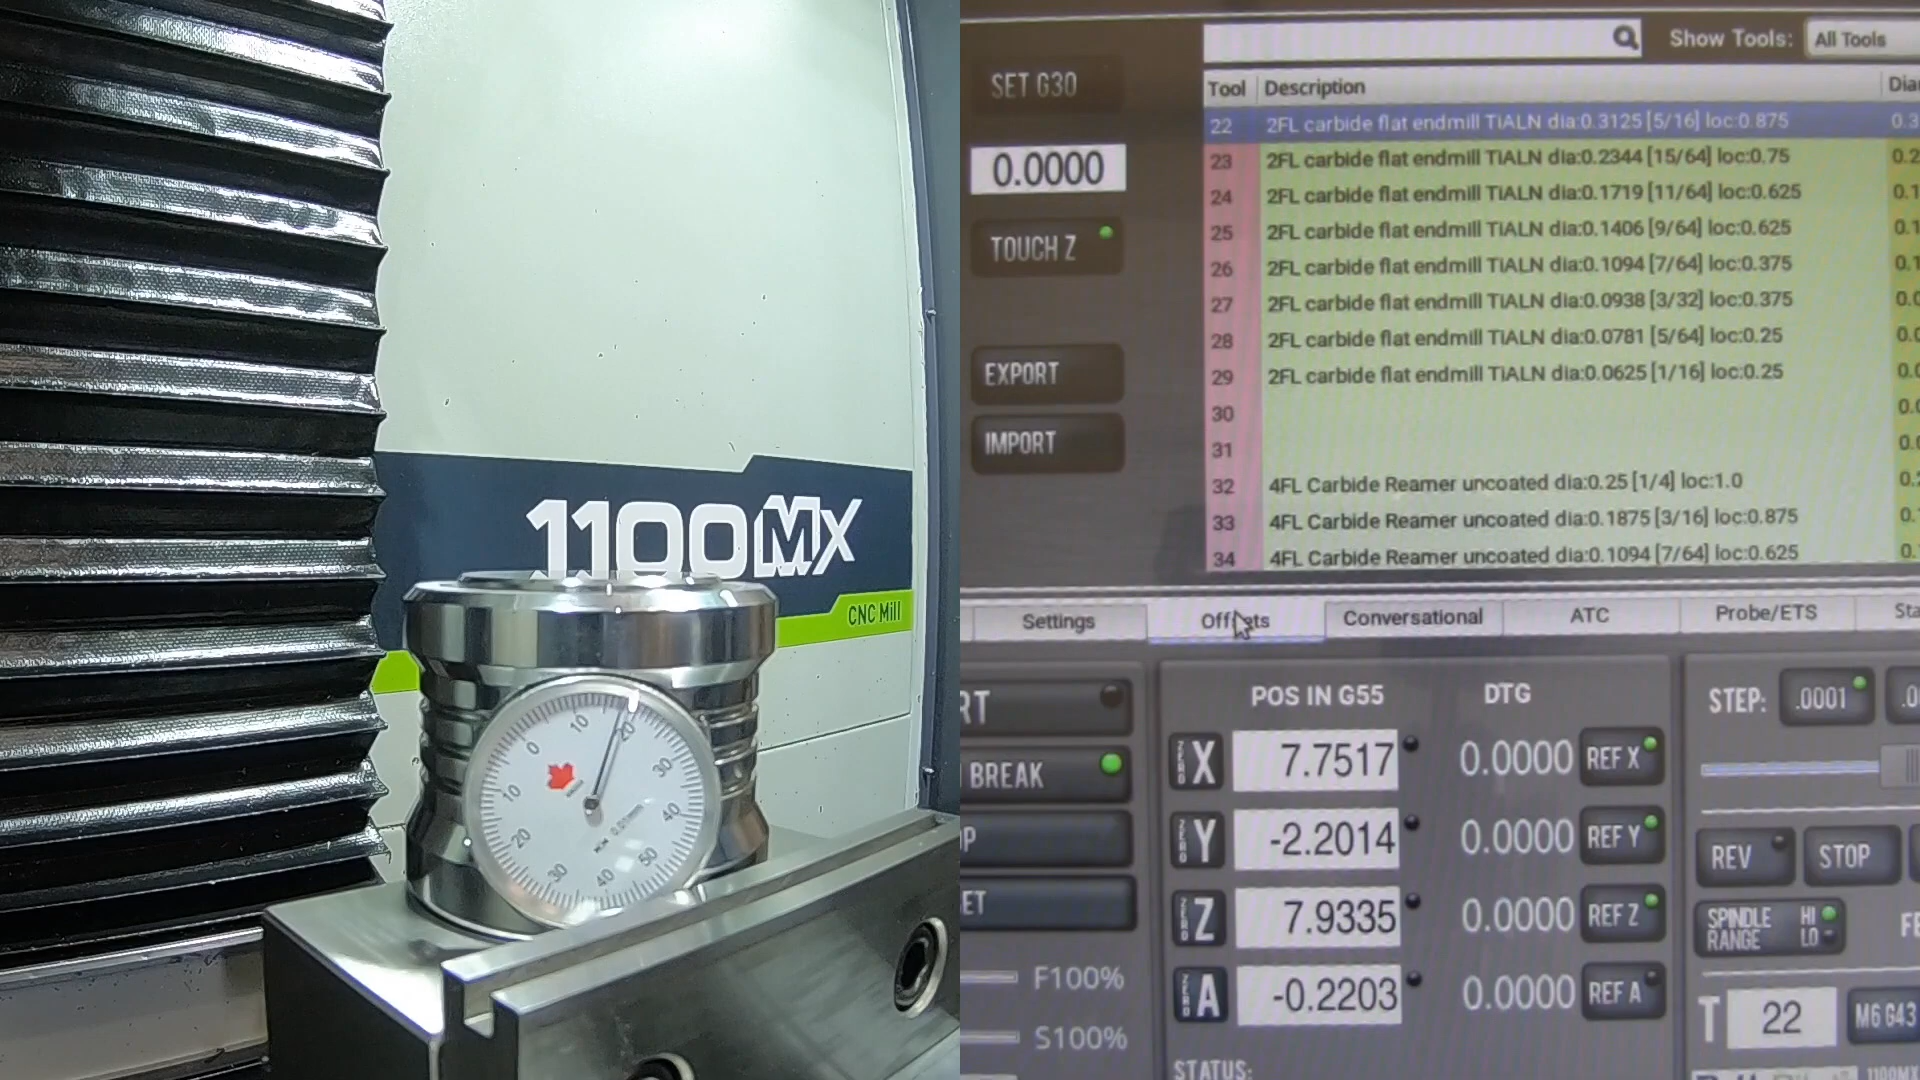 1100MX
CNC Mill
0
10
20
30
40
50
40
30
20
10
0.01mm
SET G30
0.0000
TOUCH Z
EXPORT
IMPORT
Show Tools: All Tools
Tool Description
22 2FL carbide flat endmill TiALN dia:0.3125 [5/16] loc:0.875
23 2FL carbide flat endmill TiALN dia:0.2344 [15/64] loc:0.75
24 2FL carbide flat endmill TiALN dia:0.1719 [11/64] loc:0.625
25 2FL carbide flat endmill TiALN dia:0.1406 [9/64] loc:0.625
26 2FL carbide flat endmill TiALN dia:0.1094 [7/64] loc:0.375
27 2FL carbide flat endmill TiALN dia:0.0938 [3/32] loc:0.375
28 2FL carbide flat endmill TiALN dia:0.0781 [5/64] loc:0.25
29 2FL carbide flat endmill TiALN dia:0.0625 [1/16] loc:0.25
30
31
32 4FL Carbide Reamer uncoated dia:0.25 [1/4] loc:1.0
33 4FL Carbide Reamer uncoated dia:0.1875 [3/16] loc:0.875
34 4FL Carbide Reamer uncoated dia:0.1094 [7/64] loc:0.625
Settings Offsets Conversational ATC Probe/ETS
BREAK
F100%
S100%
POS IN G55 DTG
ZERO X 7.7517 0.0000 REF X
ZERO Y -2.2014 0.0000 REF Y
ZERO Z 7.9335 0.0000 REF Z
ZERO A -0.2203 0.0000 REF A
STATUS:
STEP: .0001
REV STOP
SPINDLE RANGE HI LO
T 22 M6 G43
1100MX